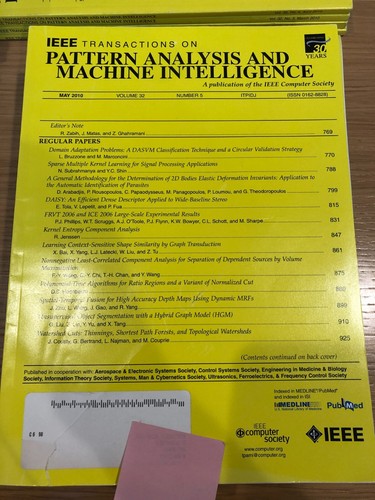 IEEE TRANSACTIONS ON
PATTERN ANALYSIS AND
MACHINE INTELLIGENCE
30
YEARS
A publication of the IEEE Computer Society
MAY 2010 VOLUME 32 NUMBER 5 ITPIDJ (ISSN 0162-8828)
Editor's Note
R. Zabih, J. Matas, and Z. Ghahramani 769
REGULAR PAPERS
Domain Adaptation Problems: A DASVM Classification Technique and a Circular Validation Strategy
L. Bruzzone and M. Marconcini 770
Sparse Multiple Kernel Learning for Signal Processing Applications
N. Subrahmanya and Y.C. Shin 788
A General Methodology for the Determination of 2D Bodies Elastic Deformation Invariants: Application to
the Automatic Identification of Parasites
D. Arabadjis, P. Rousopoulos, C. Papaodysseus, M. Panagopoulos, P. Loumou, and G. Theodoropoulos 799
DAISY: An Efficient Dense Descriptor Applied to Wide-Baseline Stereo
E. Tola, V. Lepetit, and P. Fua 815
FRVT 2006 and ICE 2006 Large-Scale Experimental Results
P.J. Phillips, W.T. Scruggs, A.J. O'Toole, P.J. Flynn, K.W. Bowyer, C.L. Schott, and M. Sharpe 831
Kernel Entropy Component Analysis
R. Jenssen 847
Learning Context-Sensitive Shape Similarity by Graph Transduction
X. Bai, X. Yang, L.J. Latecki, W. Liu, and Z. Tu 861
Nonnegative Least-Correlated Component Analysis for Separation of Dependent Sources by Volume
Maximization
F.-Y. Wang, C.-Y. Chi, T.-H. Chan, and Y. Wang 875
Polynomial Time Algorithms for Ratio Regions and a Variant of Normalized Cut
D.S. Hochbaum 889
Spatial-Temporal Fusion for High Accuracy Depth Maps Using Dynamic MRFs
J. Zhu, L. Wang, J. Gao, and R. Yang 899
Object Segmentation with a Hybrid Graph Model (HGM)
G. Liu, Z. Lin, Y. Yu, and X. Tang 910
Watershed Cuts: Thinnings, Shortest Path Forests, and Topological Watersheds
J. Cousty, G. Bertrand, L. Najman, and M. Couprie 925
(Contents continued on back cover)
Published in cooperation with: Aerospace & Electronic Systems Society, Control Systems Society, Engineering in Medicine & Biology
Society, Information Theory Society, Systems, Man & Cybernetics Society, Ultrasonics, Ferroelectrics, & Frequency Control Society
Indexed in MEDLINE®/PubMed®
and Indexed in ISI
MEDLINE
PubMed
IEEE
computer
society
www.computer.org
tpami@computer.org
IEEE